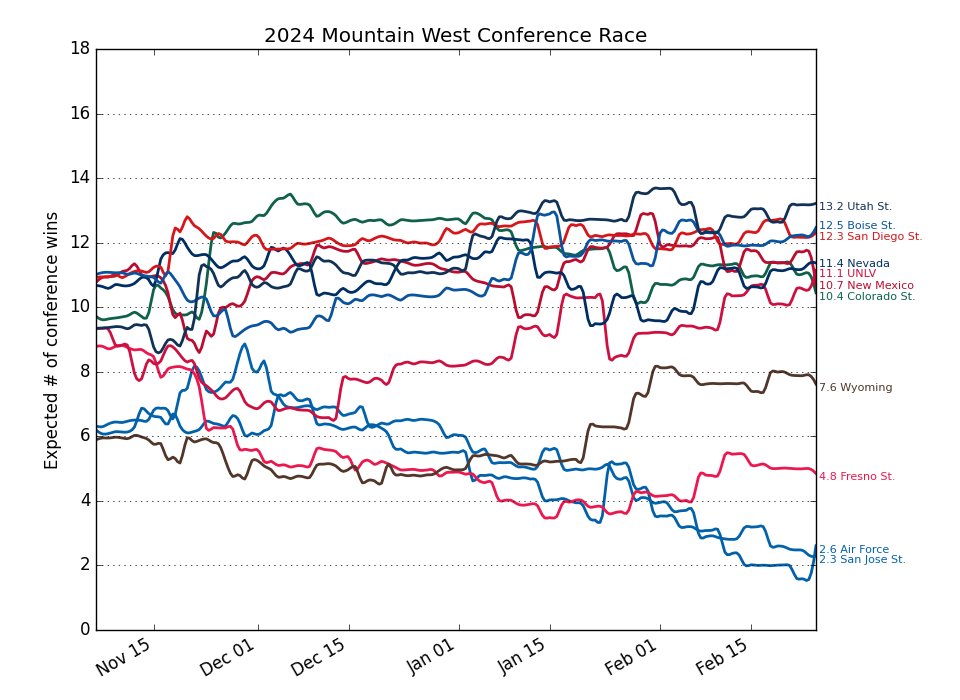 2024 Mountain West Conference Race
Expected # of conference wins
18
16
14
12
10
8
6
4
2
0
13.2 Utah St.
12.5 Boise St.
12.3 San Diego St.
11.4 Nevada
11.1 UNLV
10.7 New Mexico
10.4 Colorado St.
7.6 Wyoming
4.8 Fresno St.
2.6 Air Force
2.3 San Jose St.
Nov 15
Dec 01
Dec 15
Jan 01
Jan 15
Feb 01
Feb 15